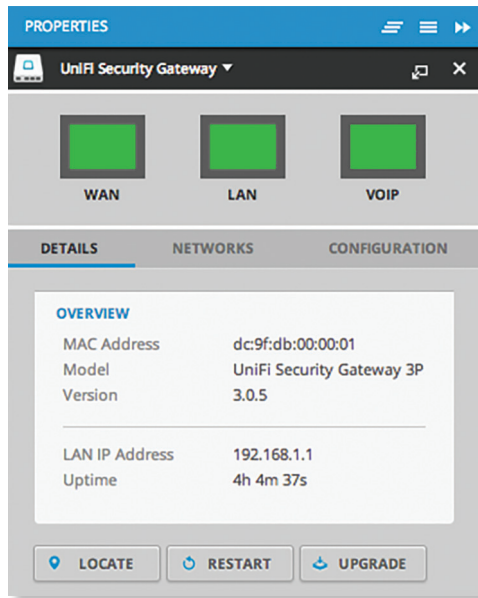 PROPERTIES
UniFi Security Gateway
WAN LAN VOIP
DETAILS NETWORKS CONFIGURATION
OVERVIEW
MAC Address dc:9f:db:00:00:01
Model UniFi Security Gateway 3P
Version 3.0.5
LAN IP Address 192.168.1.1
Uptime 4h 4m 37s
LOCATE RESTART UPGRADE